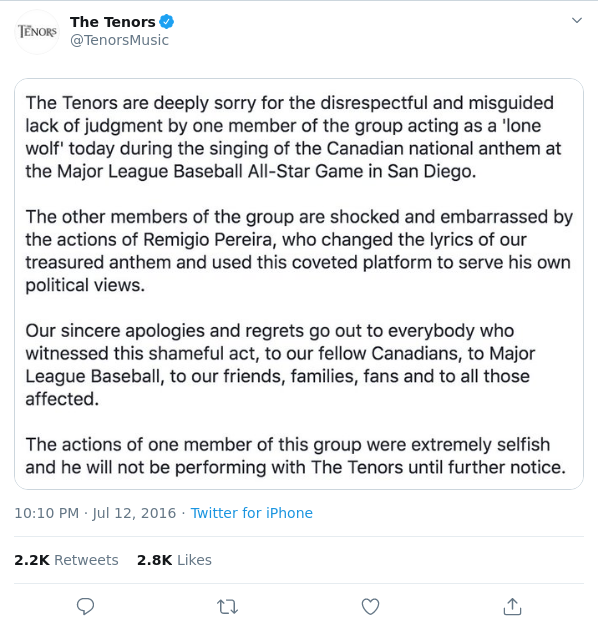 THE TENORS
The Tenors
@TenorsMusic
The Tenors are deeply sorry for the disrespectful and misguided
lack of judgment by one member of the group acting as a 'lone
wolf' today during the singing of the Canadian national anthem at
the Major League Baseball All-Star Game in San Diego.
The other members of the group are shocked and embarrassed by
the actions of Remigio Pereira, who changed the lyrics of our
treasured anthem and used this coveted platform to serve his own
political views.
Our sincere apologies and regrets go out to everybody who
witnessed this shameful act, to our fellow Canadians, to Major
League Baseball, to our friends, families, fans and to all those
affected.
The actions of one member of this group were extremely selfish
and he will not be performing with The Tenors until further notice.
10:10 PM · Jul 12, 2016 · Twitter for iPhone
2.2K Retweets 2.8K Likes